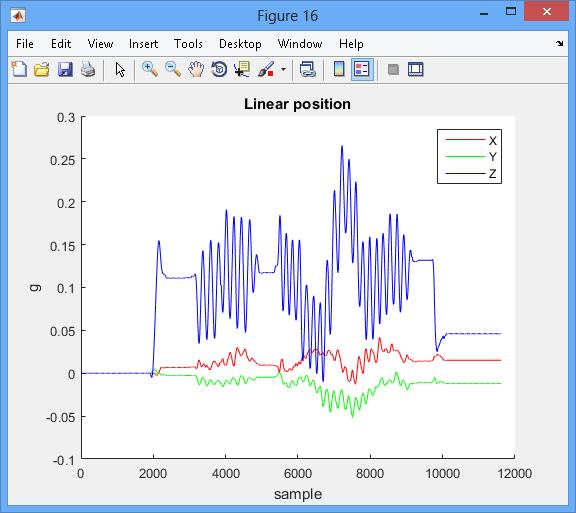 Figure 16
File Edit View Insert Tools Desktop Window Help
Linear position
0.3
0.25
0.2
0.15
0.1
0.05
0
-0.05
-0.1
g
X
Y
Z
0 2000 4000 6000 8000 10000 12000
sample